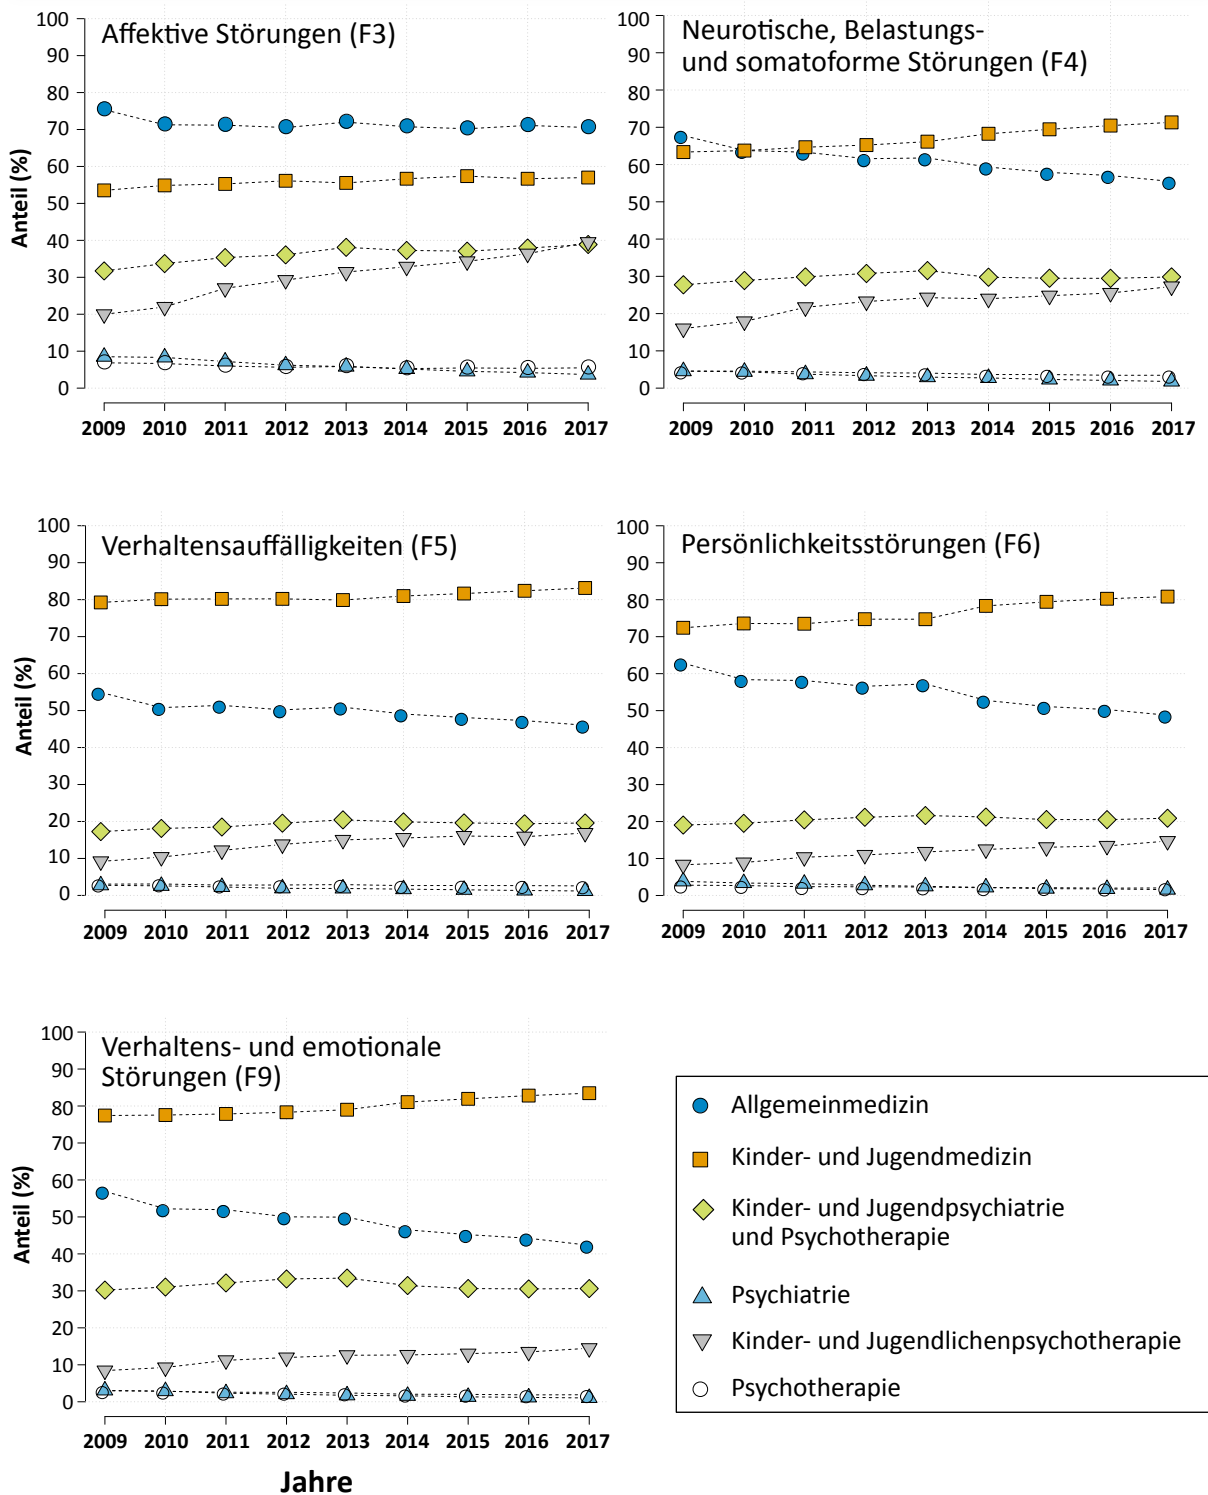 Affektive Störungen (F3)
Anteil (%)
100
90
80
70
60
50
40
30
20
10
0
2009 2010 2011 2012 2013 2014 2015 2016 2017
Neurotische, Belastungs-
und somatoforme Störungen (F4)
100
90
80
70
60
50
40
30
20
10
0
2009 2010 2011 2012 2013 2014 2015 2016 2017
Verhaltensauffälligkeiten (F5)
Anteil (%)
100
90
80
70
60
50
40
30
20
10
0
2009 2010 2011 2012 2013 2014 2015 2016 2017
Persönlichkeitsstörungen (F6)
100
90
80
70
60
50
40
30
20
10
0
2009 2010 2011 2012 2013 2014 2015 2016 2017
Verhaltens- und emotionale
Störungen (F9)
Anteil (%)
100
90
80
70
60
50
40
30
20
10
0
2009 2010 2011 2012 2013 2014 2015 2016 2017
Jahre
Allgemeinmedizin
Kinder- und Jugendmedizin
Kinder- und Jugendpsychiatrie
und Psychotherapie
Psychiatrie
Kinder- und Jugendlichenpsychotherapie
Psychotherapie